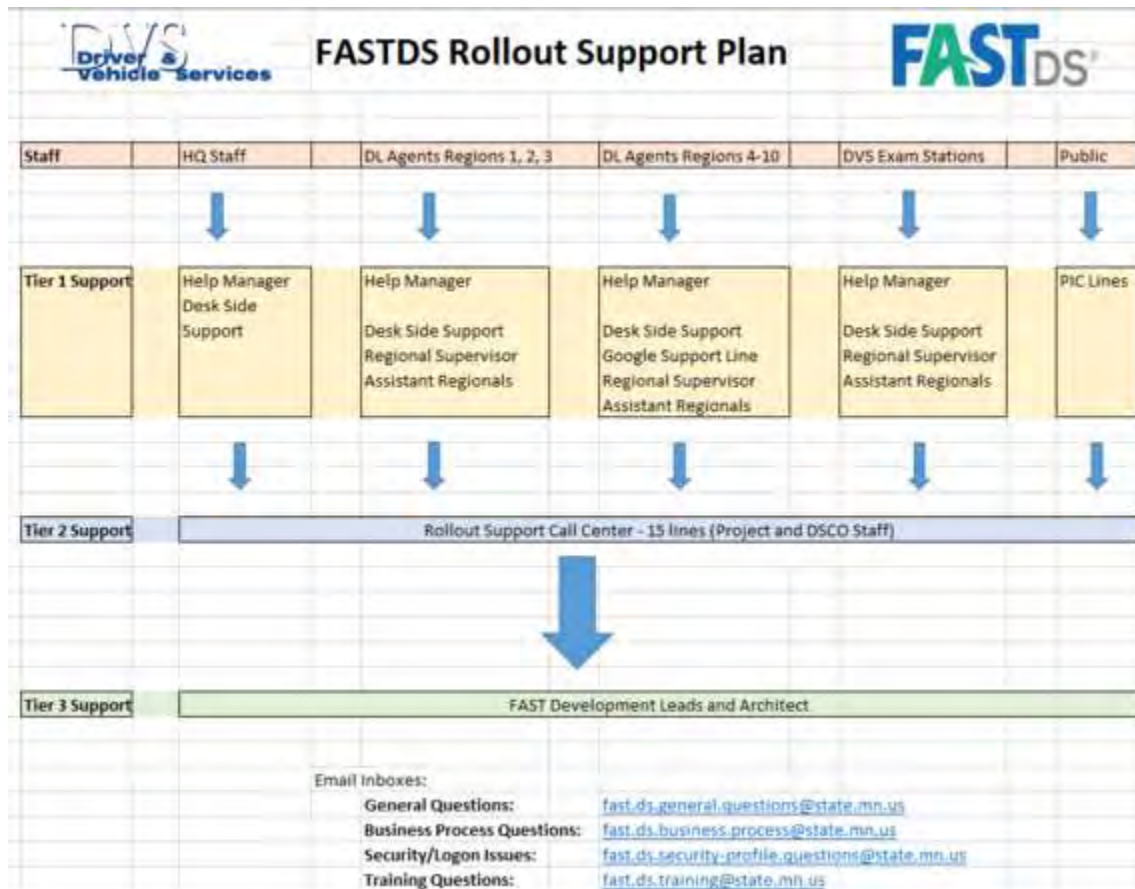 DVS
Driver &
Vehicle Services
FASTDS Rollout Support Plan
FAST DS
Staff HQ Staff DL Agents Regions 1, 2, 3 DL Agents Regions 4-10 DVS Exam Stations Public
Tier 1 Support
Help Manager
Desk Side
Support
Help Manager
Desk Side Support
Regional Supervisor
Assistant Regionals
Help Manager
Desk Side Support
Google Support Line
Regional Supervisor
Assistant Regionals
Help Manager
Desk Side Support
Regional Supervisor
Assistant Regionals
PIC Lines
Tier 2 Support Rollout Support Call Center - 15 lines (Project and DSCO Staff)
Tier 3 Support FAST Development Leads and Architect
Email Inboxes:
General Questions: fast.ds.general.questions@state.mn.us
Business Process Questions: fast.ds.business.process@state.mn.us
Security/Logon Issues: fast.ds.security-profile.questions@state.mn.us
Training Questions: fast.ds.training@state.mn.us